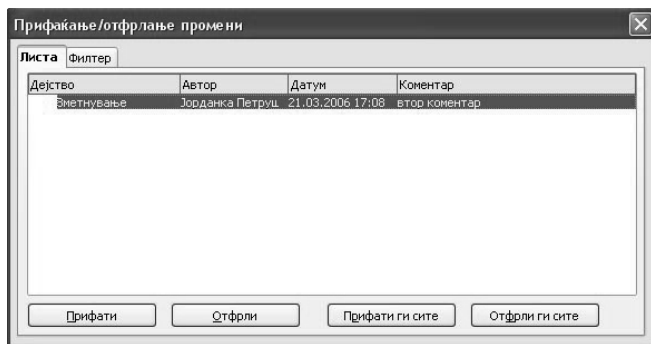 Прифаќање/отфрлање промени
Листа Филтер
Дејство Автор Датум Коментар
Вметнување Јорданка Петруш 21.03.2006 17:08 втор коментар
Прифати Отфрли Прифати ги сите Отфрли ги сите